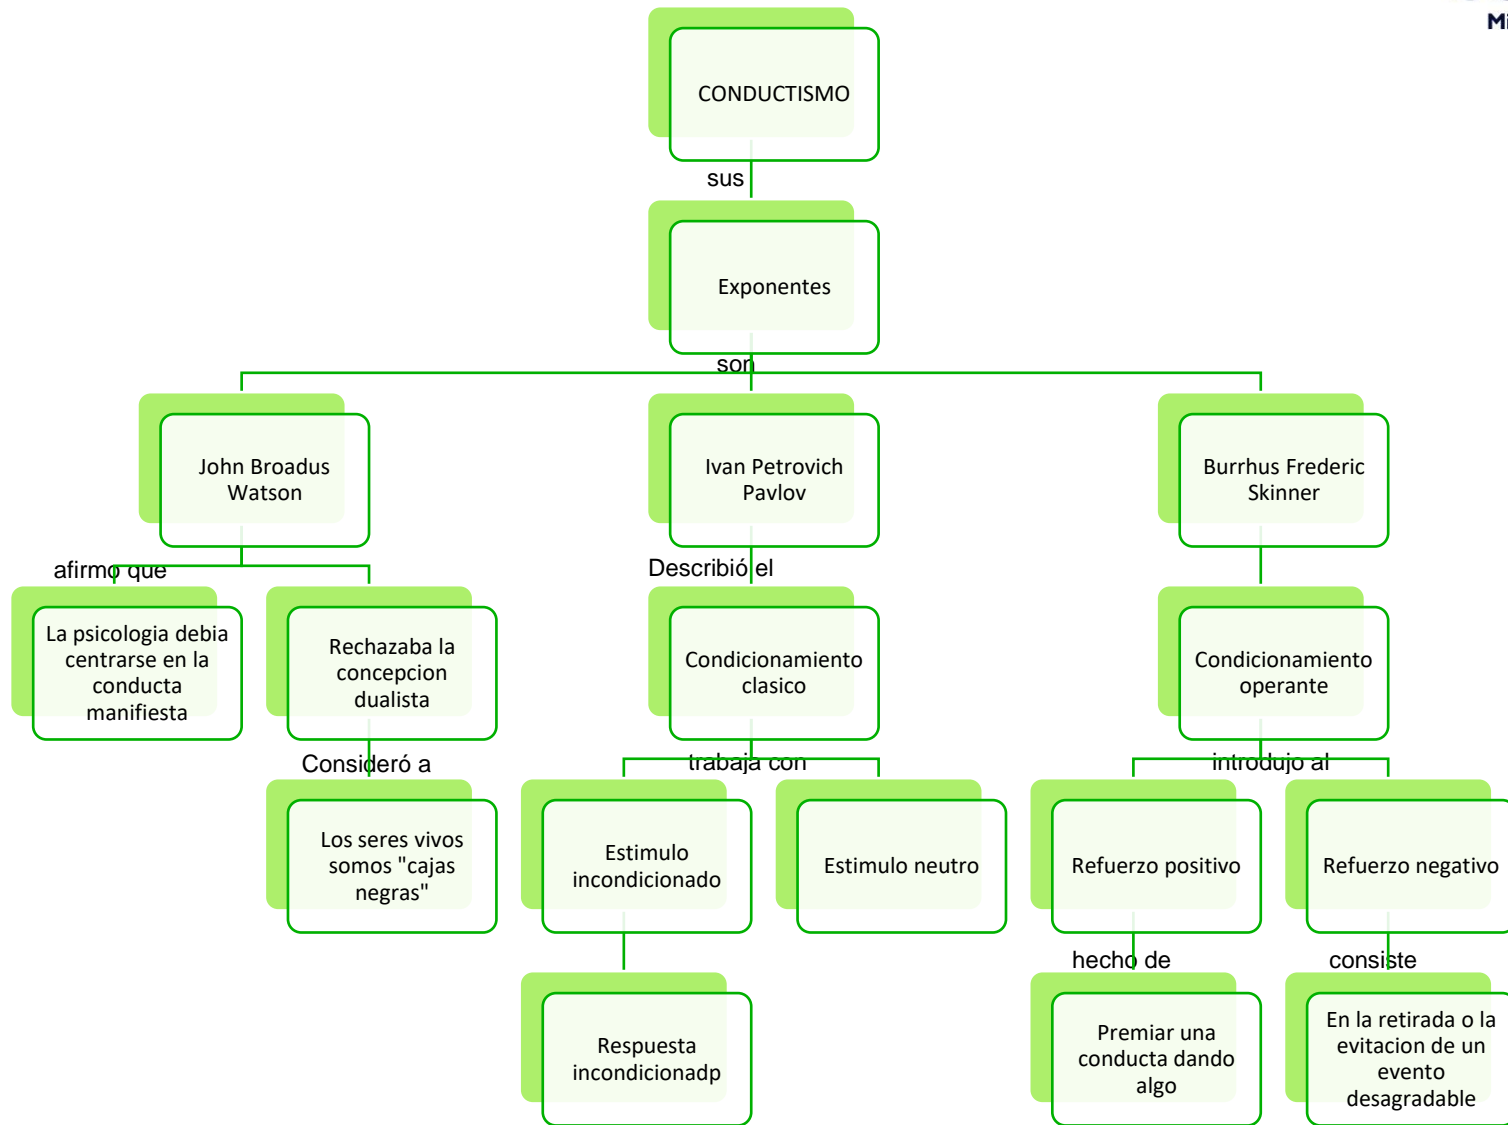 Mi
CONDUCTISMO
sus
Exponentes
son
John Broadus
Watson
Ivan Petrovich
Pavlov
Burrhus Frederic
Skinner
afirmo que
Describió el
La psicologia debia
centrarse en la
conducta
manifiesta
Rechazaba la
concepcion
dualista
Condicionamiento
clasico
Condicionamiento
operante
Consideró a
trabaja con
introdujo al
Los seres vivos
somos "cajas
negras"
Estimulo
incondicionado
Estimulo neutro
Refuerzo positivo
Refuerzo negativo
hecho de
consiste
Respuesta
incondicionadp
Premiar una
conducta dando
algo
En la retirada o la
evitacion de un
evento
desagradable